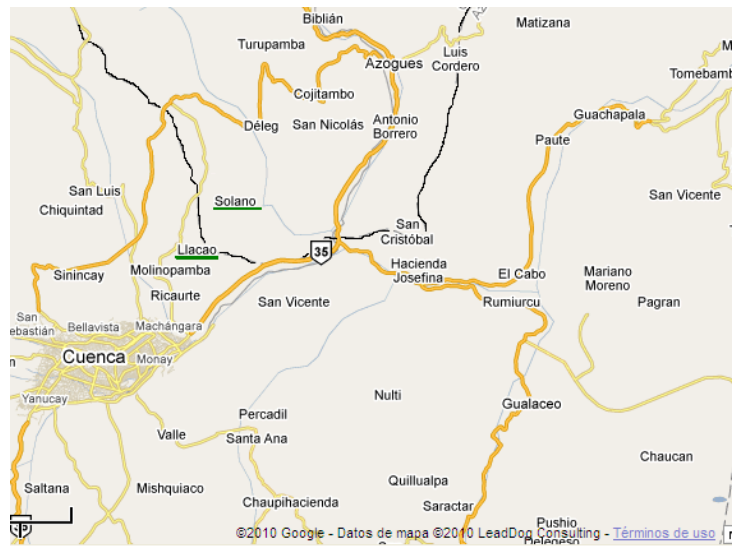 Biblián
Matizana
Turupamba
Luis
Cordero
Azogues
Tomebamb
Cojitambo
Guachapala
Déleg
San Nicolás
Antonio
Borrero
Paute
San Luis
Solano
San Vicente
Chiquintad
San
Cristóbal
Llacao
35
Molinopamba
Sinincay
Hacienda
Josefina
El Cabo
Mariano
Moreno
Ricaurte
San Vicente
Rumiurcu
Pagran
San
ebastián
Bellavista
Machángara
Cuenca
Monay
Yanucay
Nulti
Gualaceo
Percadil
Valle
Santa Ana
Chaucan
Saltana
Mishquiaco
Quillualpa
Chaupihacienda
Saractar
Pushio
©2010 Google - Datos de mapa ©2010 LeadDog Consulting - Términos de uso